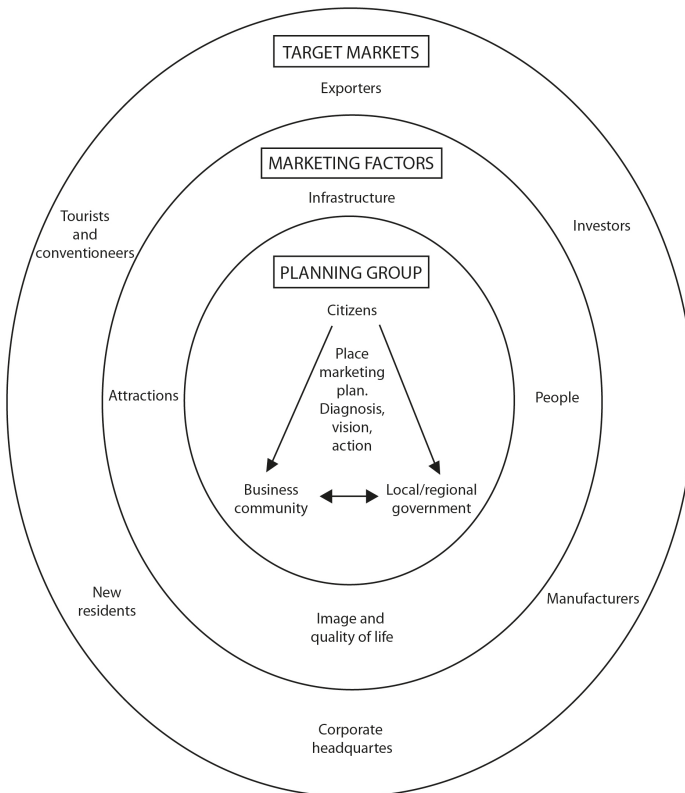 TARGET MARKETS
Exporters
MARKETING FACTORS
Infrastructure
Tourists
and
conventioneers
Investors
PLANNING GROUP
Citizens
Place
marketing
plan.
Diagnosis,
vision,
action
Attractions
People
Business
community
Local/regional
government
New
residents
Manufacturers
Image and
quality of life
Corporate
headquartes